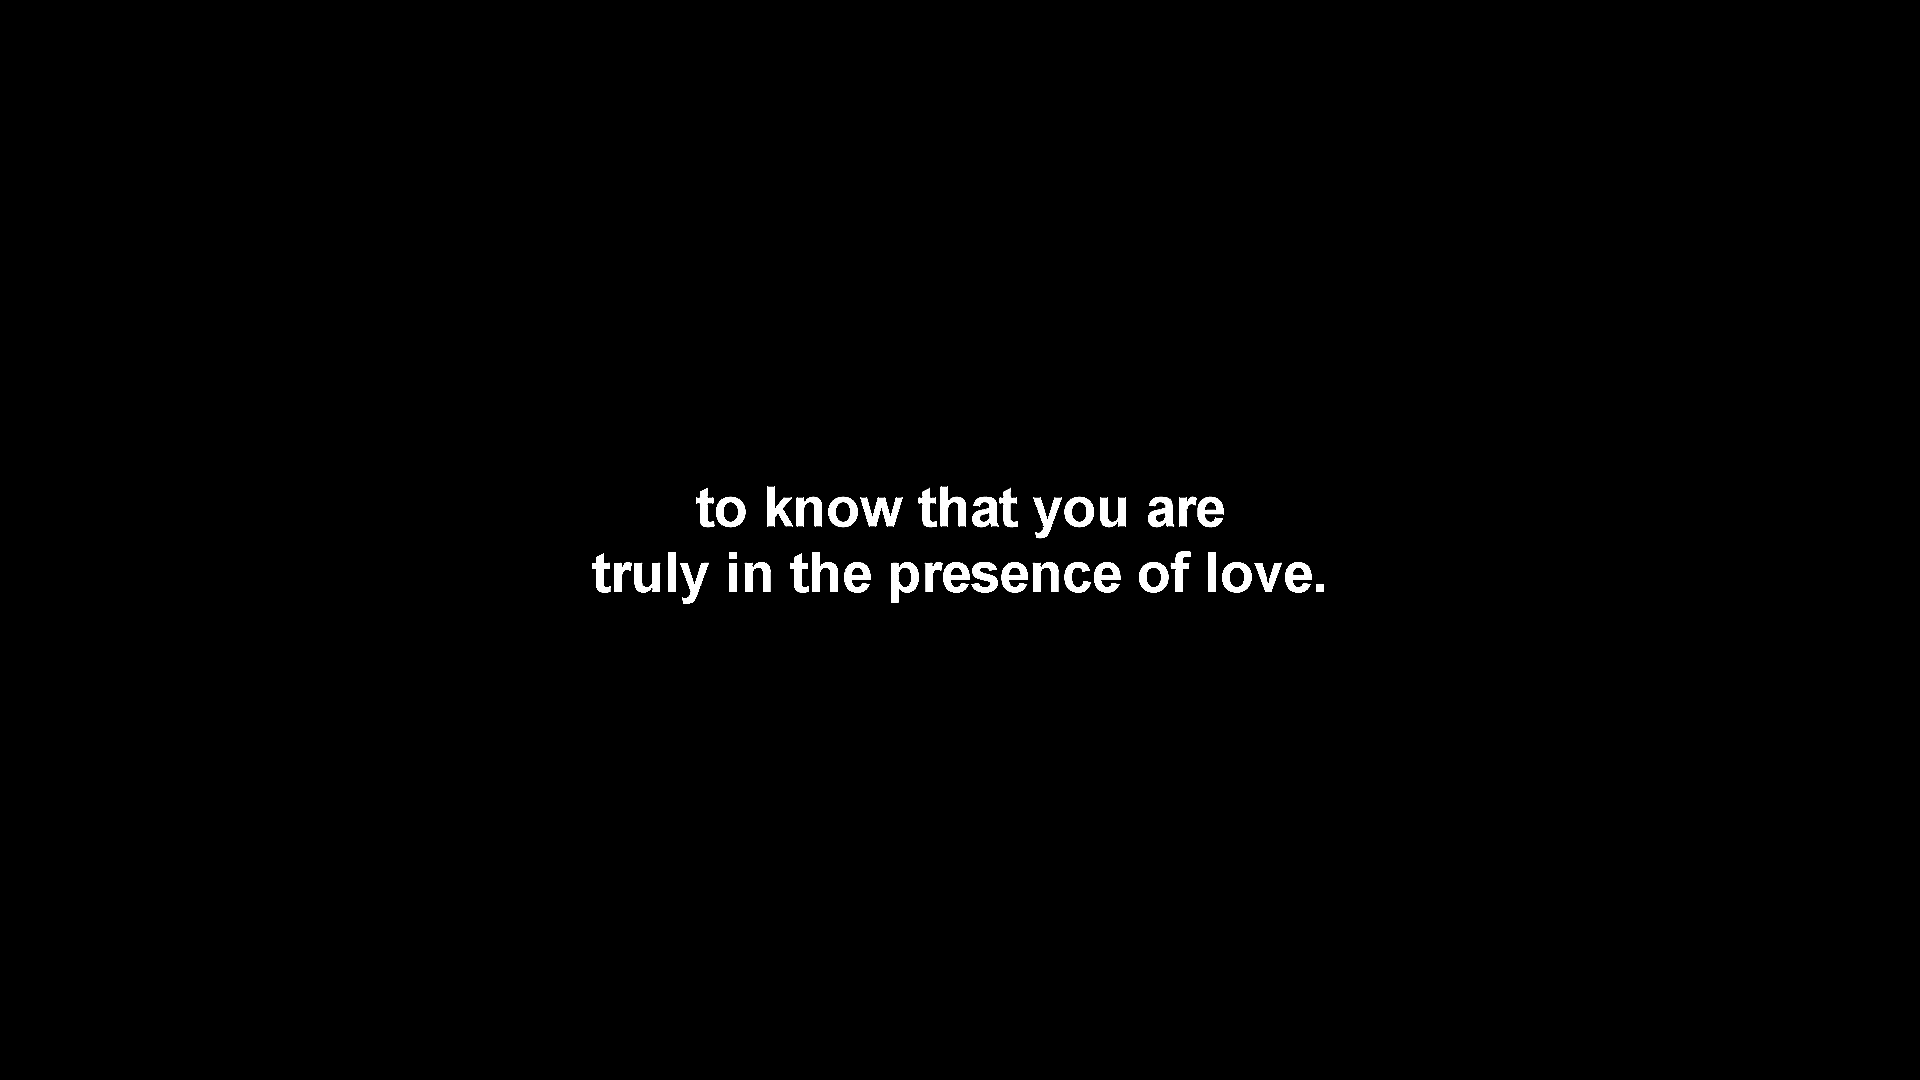 to know that you are
truly in the presence of love.